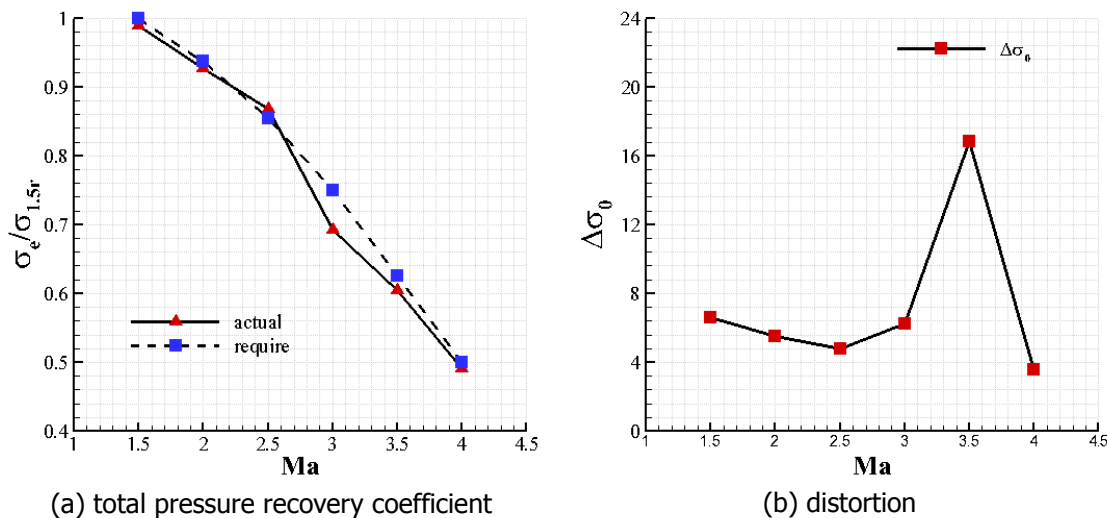 1
0.9
0.8
0.7
0.6
0.5
0.4
σe/σ1.5r
actual
require
1 1.5 2 2.5 3 3.5 4 4.5
Ma
(a) total pressure recovery coefficient
24
20
16
12
8
4
0
Δσ0
Δσ0
1 1.5 2 2.5 3 3.5 4 4.5
Ma
(b) distortion